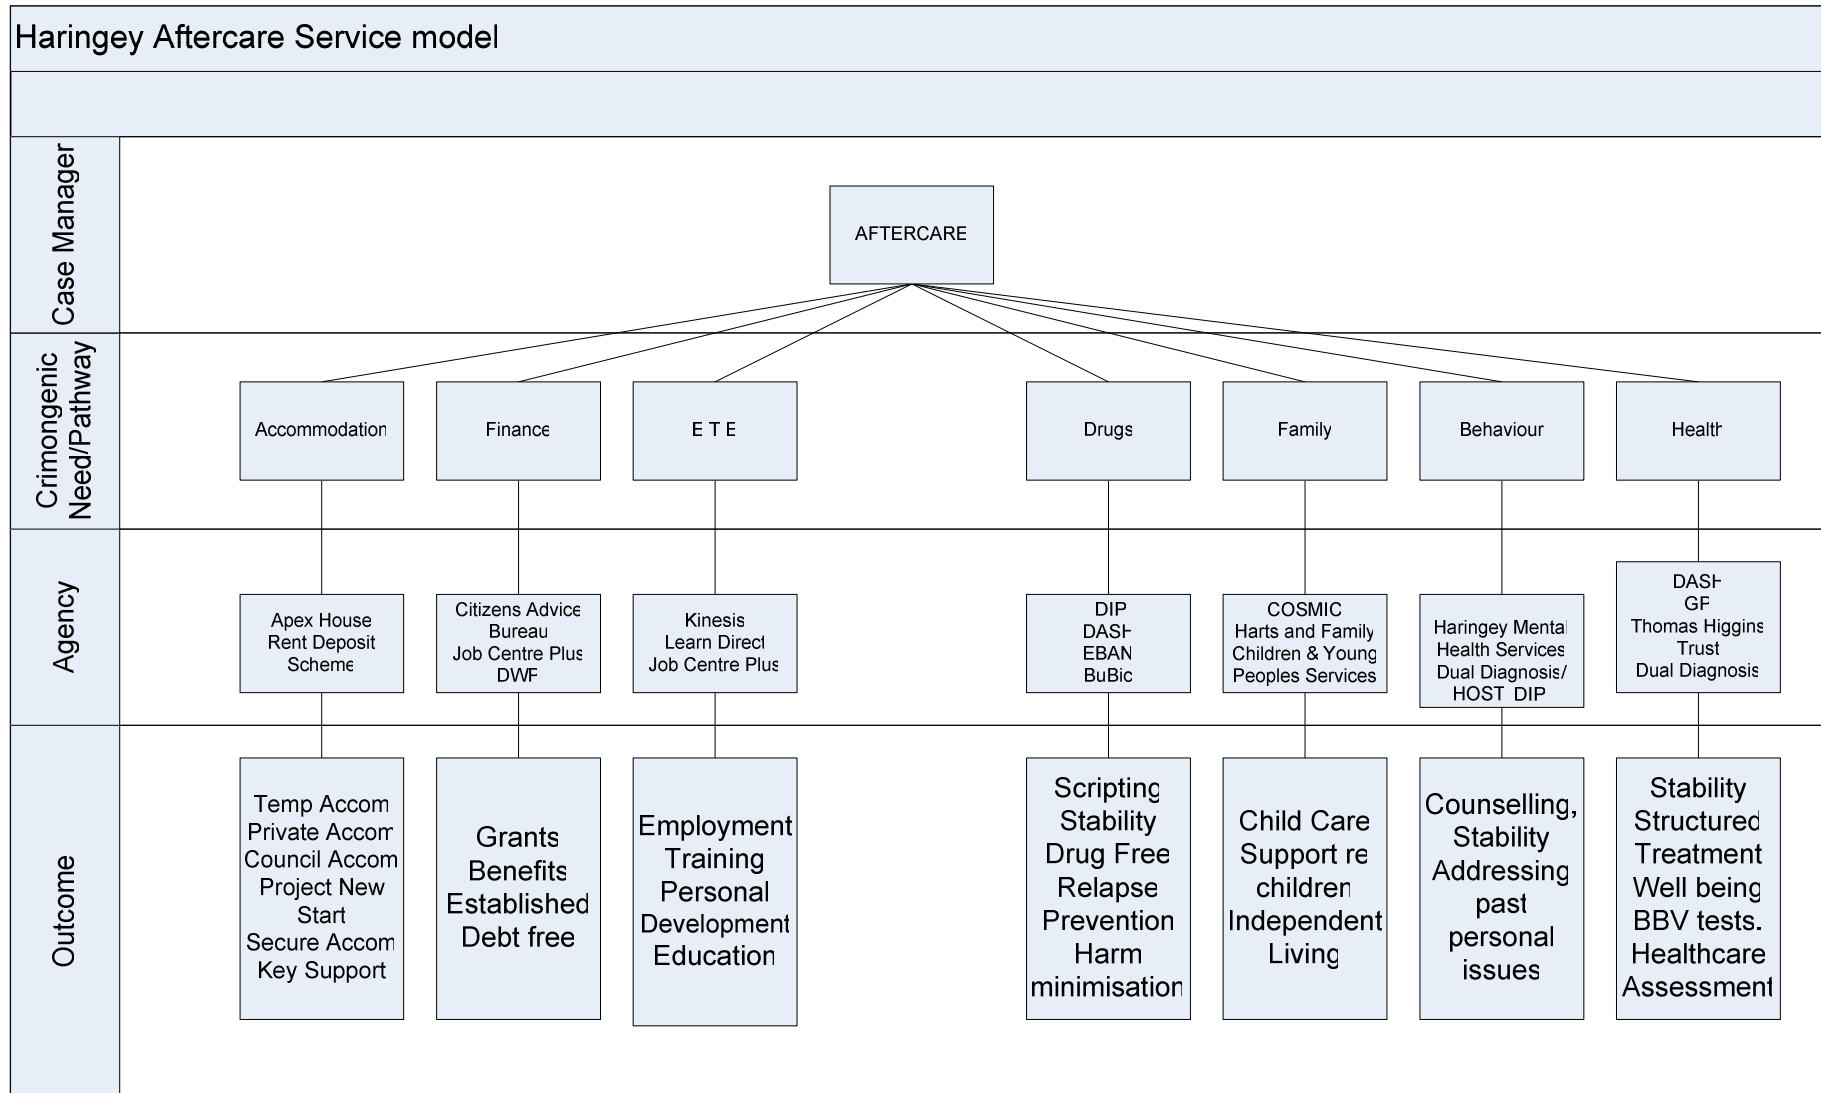 Haringey Aftercare Service model
Case Manager
AFTERCARE
Crimongenic
Need/Pathway
Accommodation
Finance
E T E
Drugs
Family
Behaviour
Health
Agency
Apex House
Rent Deposit
Scheme
Citizens Advice
Bureau
Job Centre Plus
DWP
Kinesis
Learn Direct
Job Centre Plus
DIP
DASH
EBAN
BuBic
COSMIC
Harts and Family
Children & Young
Peoples Services
Haringey Mental
Health Services
Dual Diagnosis/
HOST DIP
DASH
GP
Thomas Higgins
Trust
Dual Diagnosis
Outcome
Temp Accom
Private Accom
Council Accom
Project New
Start
Secure Accom
Key Support
Grants
Benefits
Established
Debt free
Employment
Training
Personal
Development
Education
Scripting
Stability
Drug Free
Relapse
Prevention
Harm
minimisation
Child Care
Support re
children
Independent
Living
Counselling,
Stability
Addressing
past
personal
issues
Stability
Structured
Treatment
Well being
BBV tests.
Healthcare
Assessment